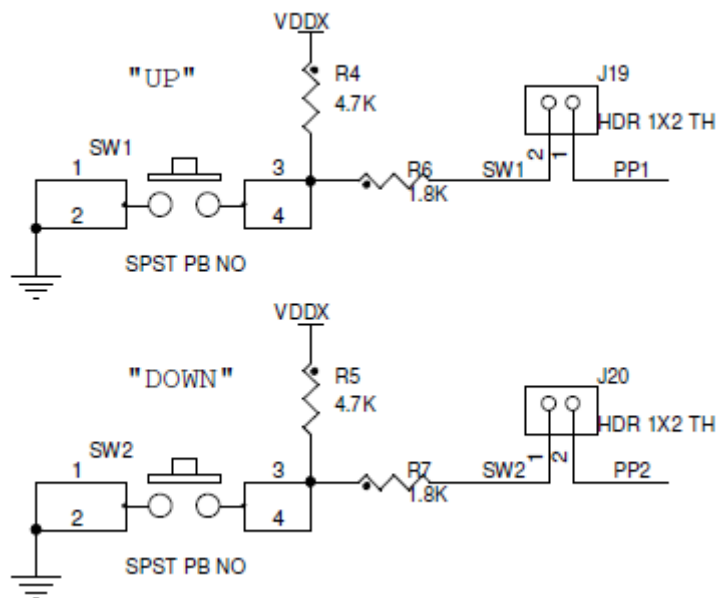 VDDX
"UP"
R4
4.7K
J19
HDR 1X2 TH
SW1
1
2
3
4
R6
1.8K
SW1
2
1
PP1
SPST PB NO
VDDX
"DOWN"
R5
4.7K
J20
HDR 1X2 TH
SW2
1
2
3
4
R7
1.8K
SW2
1
2
PP2
SPST PB NO